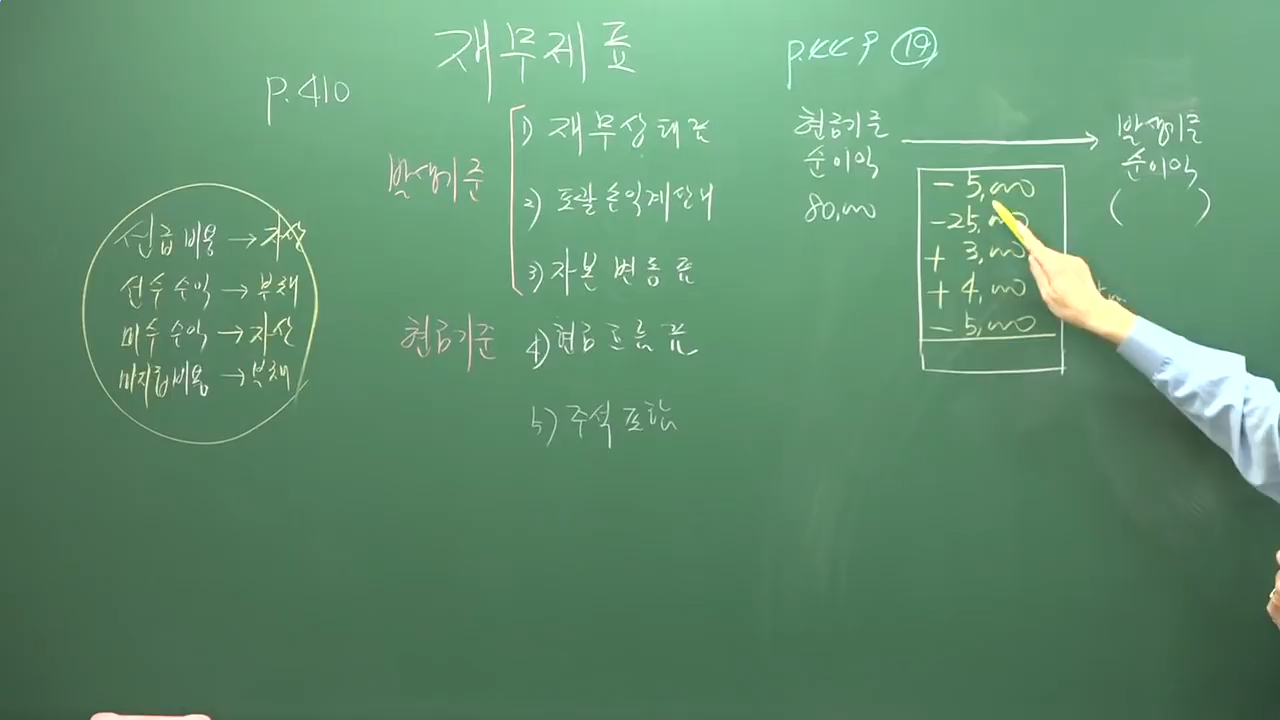 재무제표
p.410
발생기준
1) 재무상태표
2) 포괄손익계산서
3) 자본변동표
현금기준
4) 현금흐름표
5) 주석 포함
선급비용 → 자산
선수수익 → 부채
미수수익 → 자산
미지급비용 → 부채
p.449 19
현금기준 순이익
80,000
발생기준 순이익
( )
- 5,000
-25,000
+ 3,000
+ 4,000
- 5,000